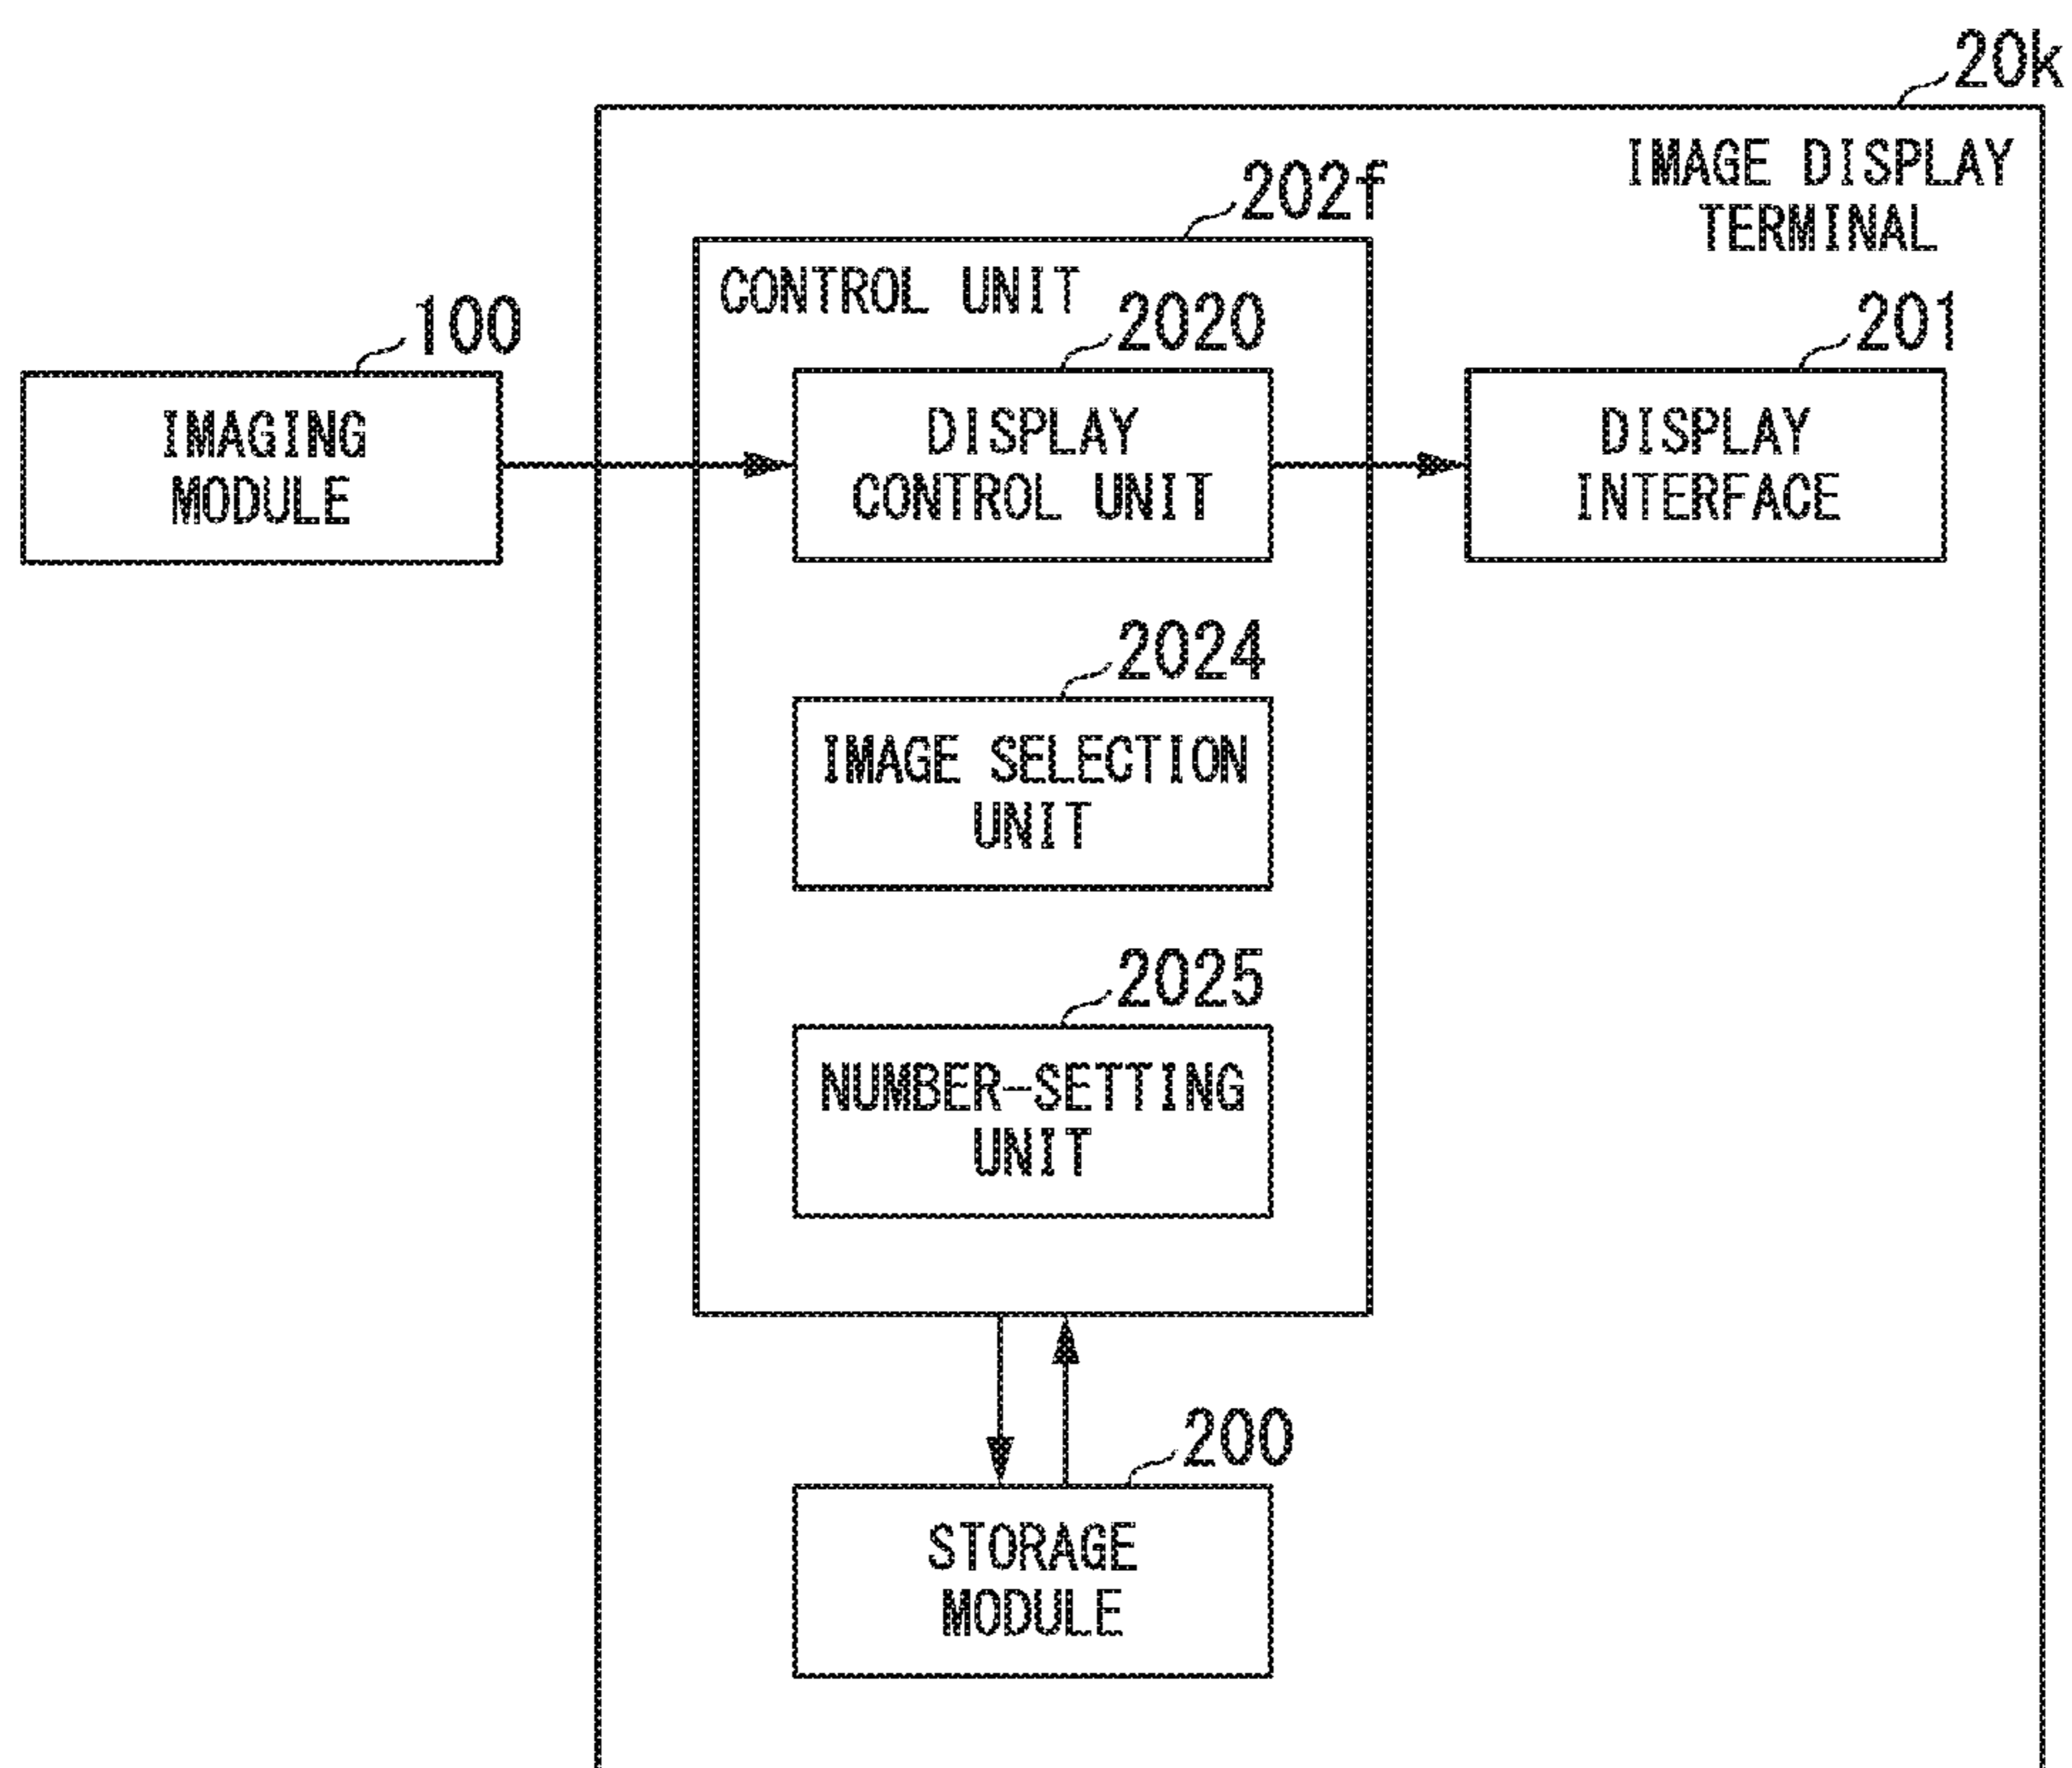 20k
IMAGE DISPLAY
TERMINAL
202f
CONTROL UNIT
100
2020
201
IMAGING
MODULE
DISPLAY
CONTROL UNIT
DISPLAY
INTERFACE
2024
IMAGE SELECTION
UNIT
2025
NUMBER-SETTING
UNIT
200
STORAGE
MODULE